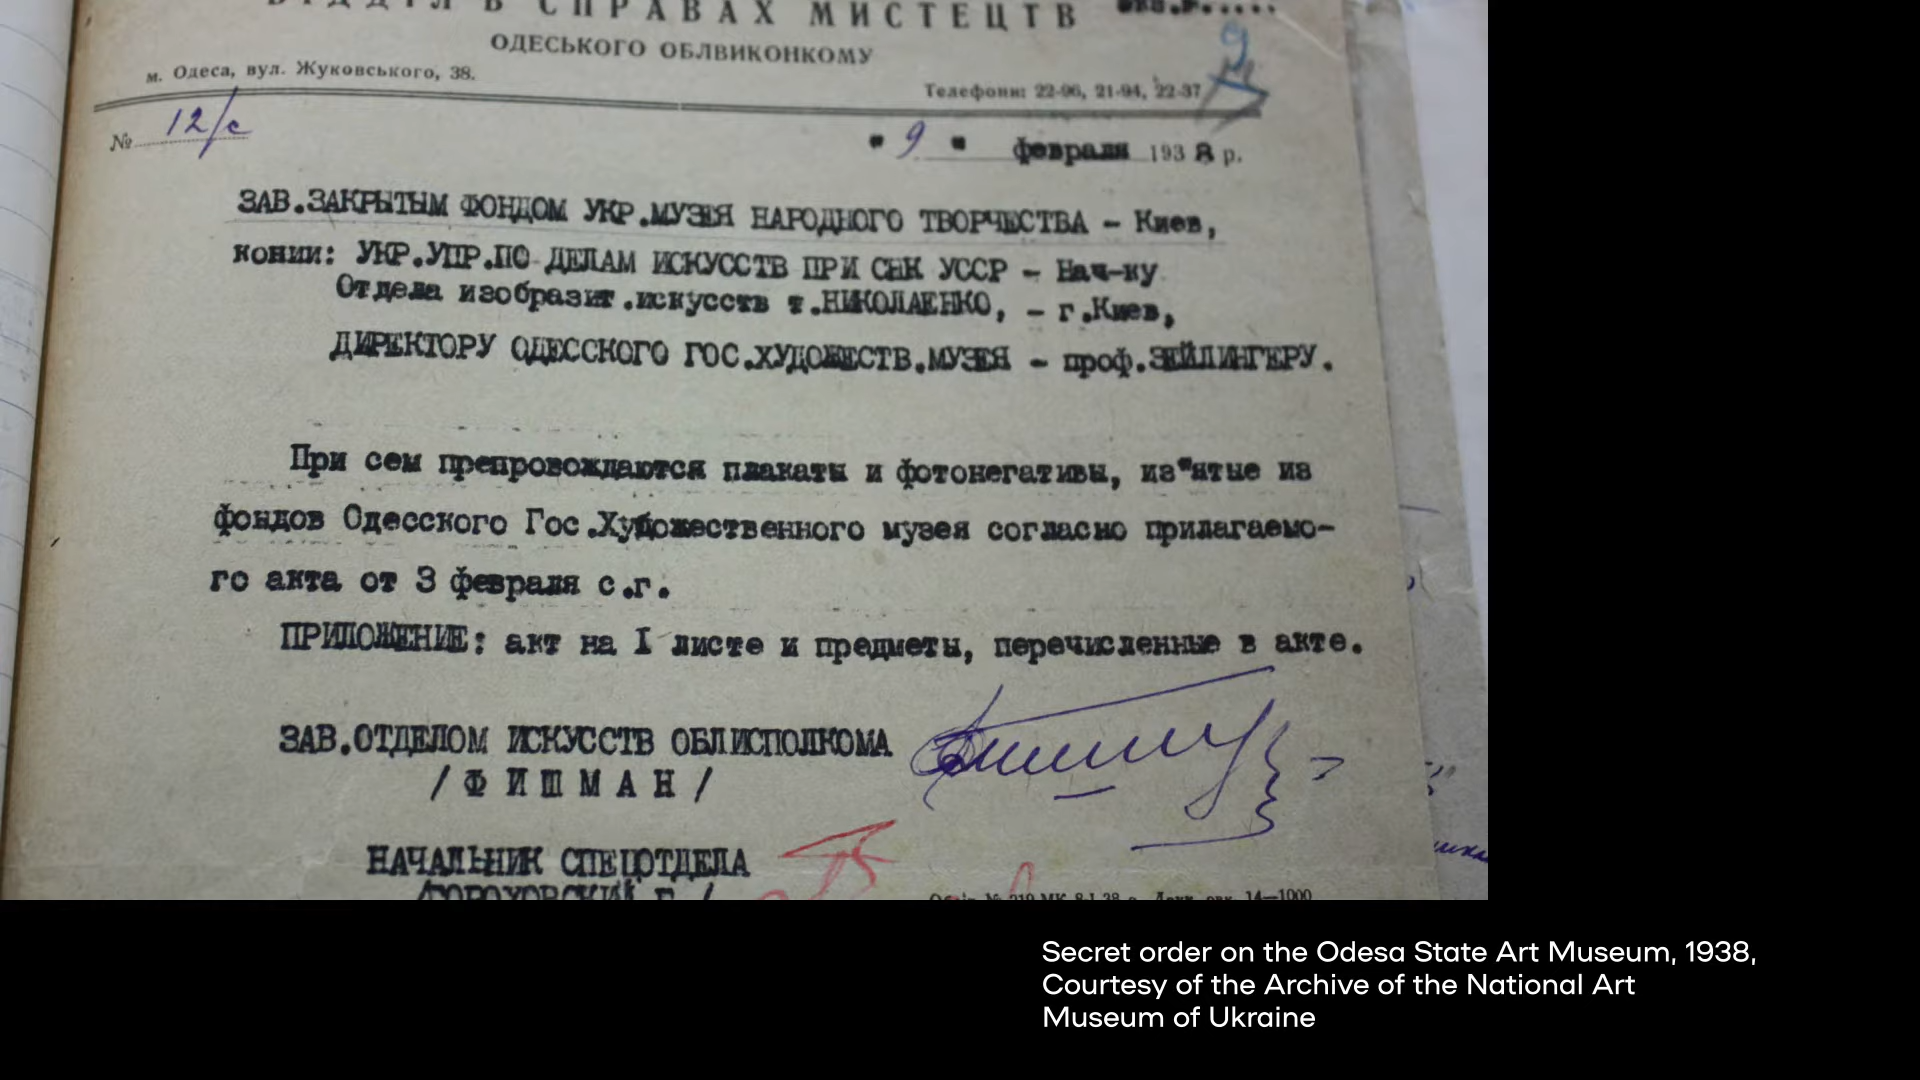 ВІДДІЛ В СПРАВАХ МИСТЕЦТВ
ОДЕСЬКОГО ОБЛВИКОНКОМУ
м. Одеса, вул. Жуковського, 38.
Телефони: 22-96, 21-94, 22-37
9
№ 12/с
" 9 " февраля 1938 р.
ЗАВ.ЗАКРЫТЫМ ФОНДОМ УКР.МУЗЕЯ НАРОДНОГО ТВОРЧЕСТВА – Киев,
копии: УКР.УПР.ПО ДЕЛАМ ИСКУССТВ ПРИ СНК УССР – Нач-ку
Отдела изобразит.искусств т.НИКОЛАЕНКО, – г.Киев,
ДИРЕКТОРУ ОДЕССКОГО ГОС.ХУДОЖЕСТВ.МУЗЕЯ – проф.ЗЕЙЛИНГЕРУ.
При сем препровождаются плакаты и фотонегативы, из"ятые из
фондов Одесского Гос.Художественного музея согласно прилагаемо-
го акта от 3 февраля с.г.
ПРИЛОЖЕНИЕ: акт на I листе и предметы, перечисленные в акте.
ЗАВ.ОТДЕЛОМ ИСКУССТВ ОБЛИСПОЛКОМА
/ Ф И Ш М А Н /
НАЧАЛЬНИК СПЕЦОТДЕЛА
/ГОРОХОВСКИЙ Г. /
14—1000
Secret order on the Odesa State Art Museum, 1938,
Courtesy of the Archive of the National Art
Museum of Ukraine